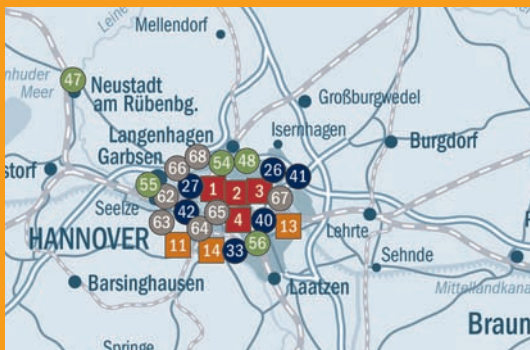 Mellendorf
Leine
47
nhuder
Meer
Neustadt
am Rübenbg.
Großburgwedel
Langenhagen
Isernhagen
Burgdorf
Garbsen
storf
68
66
54
48
26
41
55
62
27
1
2
3
67
Seelze
63
42
64
65
4
40
13
Lehrte
HANNOVER
11
14
33
56
Sehnde
Barsinghausen
Laatzen
Mittellandkana
Springe
Braun